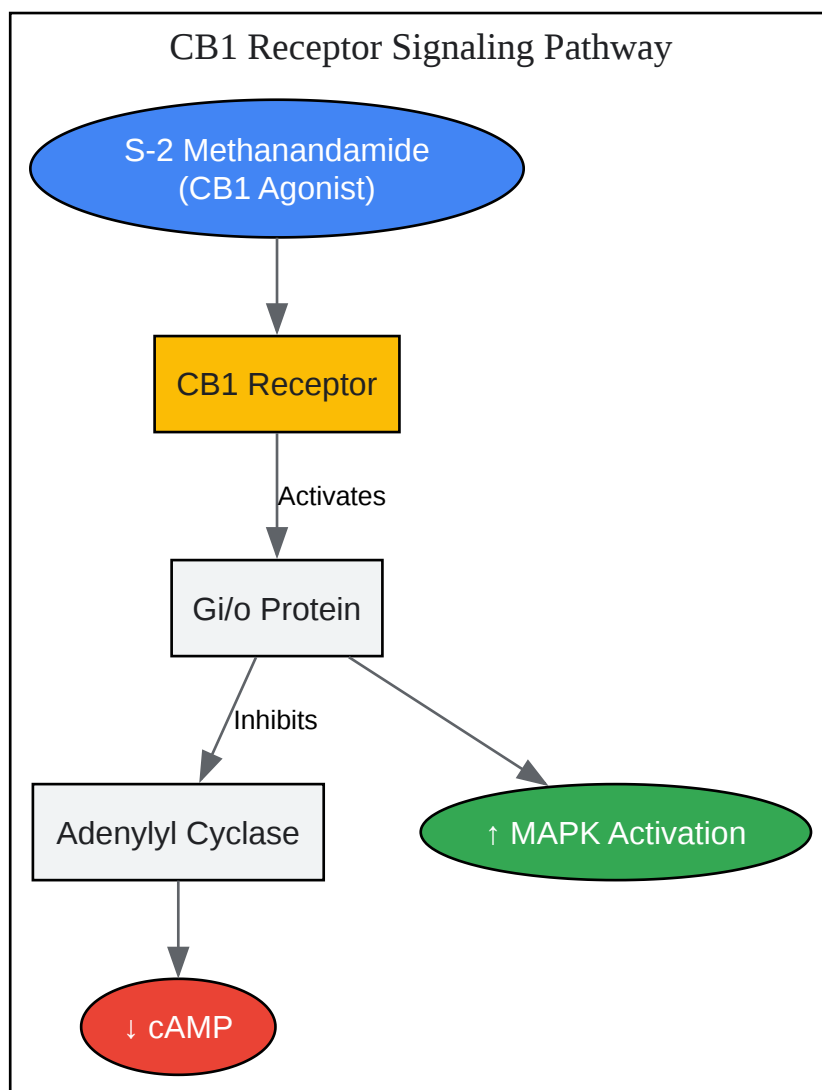 CB1 Receptor Signaling Pathway
S-2 Methanandamide
(CB1 Agonist)
CB1 Receptor
Activates
Gi/o Protein
Inhibits
Adenylyl Cyclase
↑ MAPK Activation
↓ cAMP